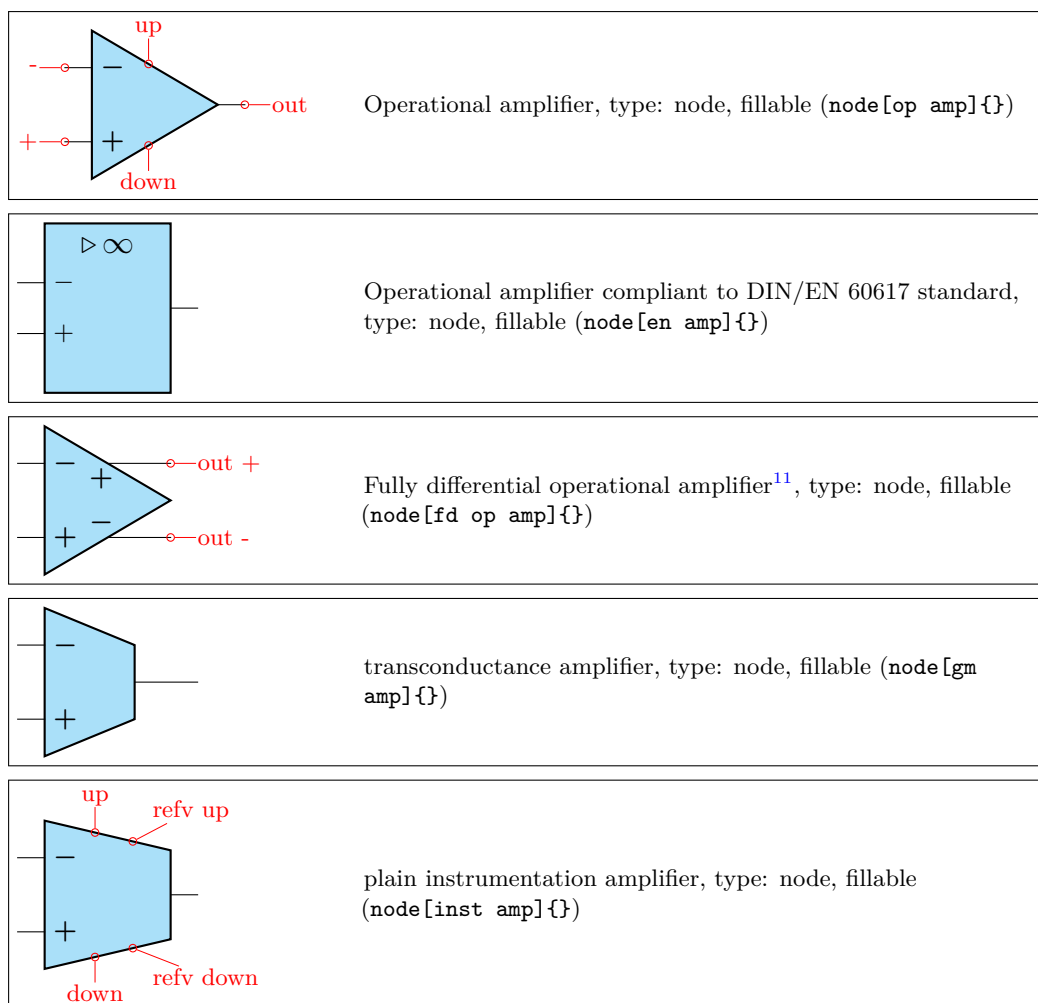 up
-
−
out
Operational amplifier, type: node, fillable (node[op amp]{})
+
+
down
▷∞
−
Operational amplifier compliant to DIN/EN 60617 standard,
+
type: node, fillable (node[en amp]{})
− out +
+
Fully differential operational amplifier11, type: node, fillable
(node[fd op amp]{})
−
+ out -
−
transconductance amplifier, type: node, fillable (node[gm
amp]{})
+
up
refv up
−
plain instrumentation amplifier, type: node, fillable
(node[inst amp]{})
+
refv down
down